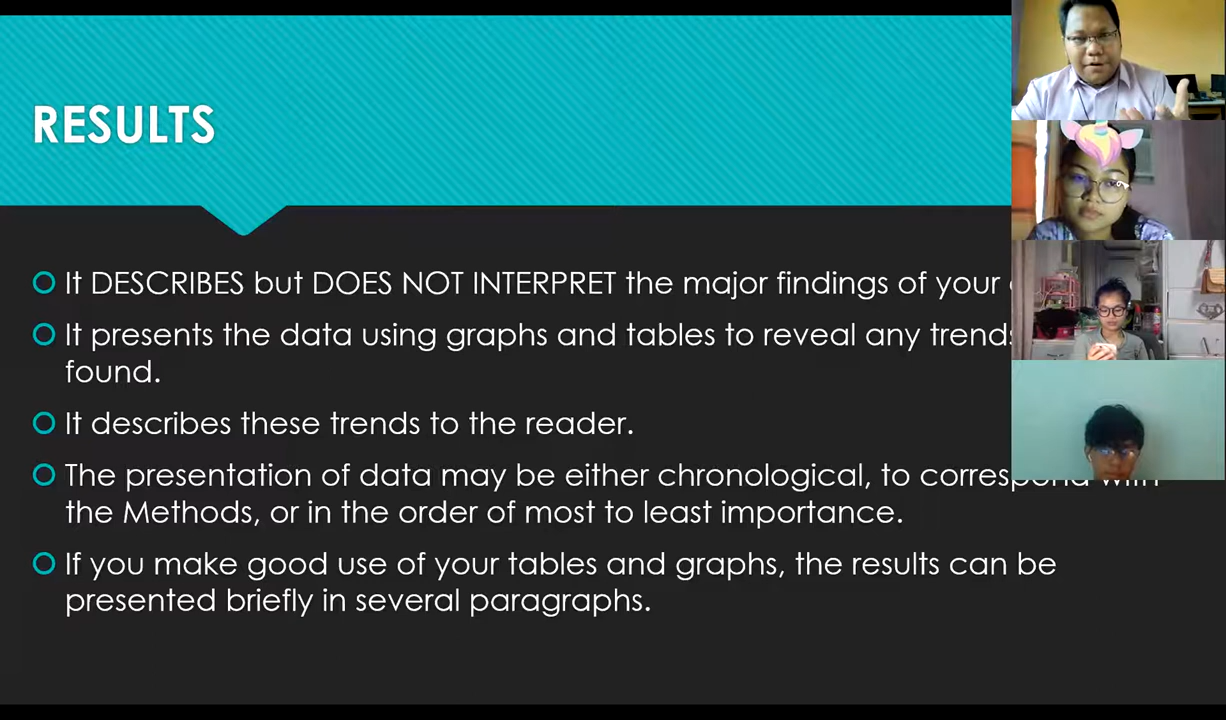 RESULTS
It DESCRIBES but DOES NOT INTERPRET the major findings of your
It presents the data using graphs and tables to reveal any trends
found.
It describes these trends to the reader.
The presentation of data may be either chronological, to correspond with
the Methods, or in the order of most to least importance.
If you make good use of your tables and graphs, the results can be
presented briefly in several paragraphs.